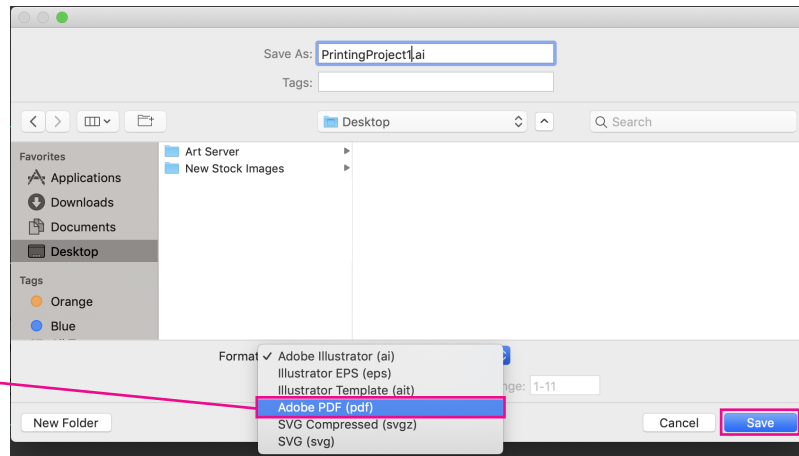 Save As: PrintingProject1.ai
Tags:
Desktop
Search
Favorites
Applications
Downloads
Documents
Desktop
Tags
Orange
Blue
Art Server
New Stock Images
Format
✓ Adobe Illustrator (ai)
Illustrator EPS (eps)
Illustrator Template (ait)
Adobe PDF (pdf)
SVG Compressed (svgz)
SVG (svg)
nge: 1-11
New Folder
Cancel
Save